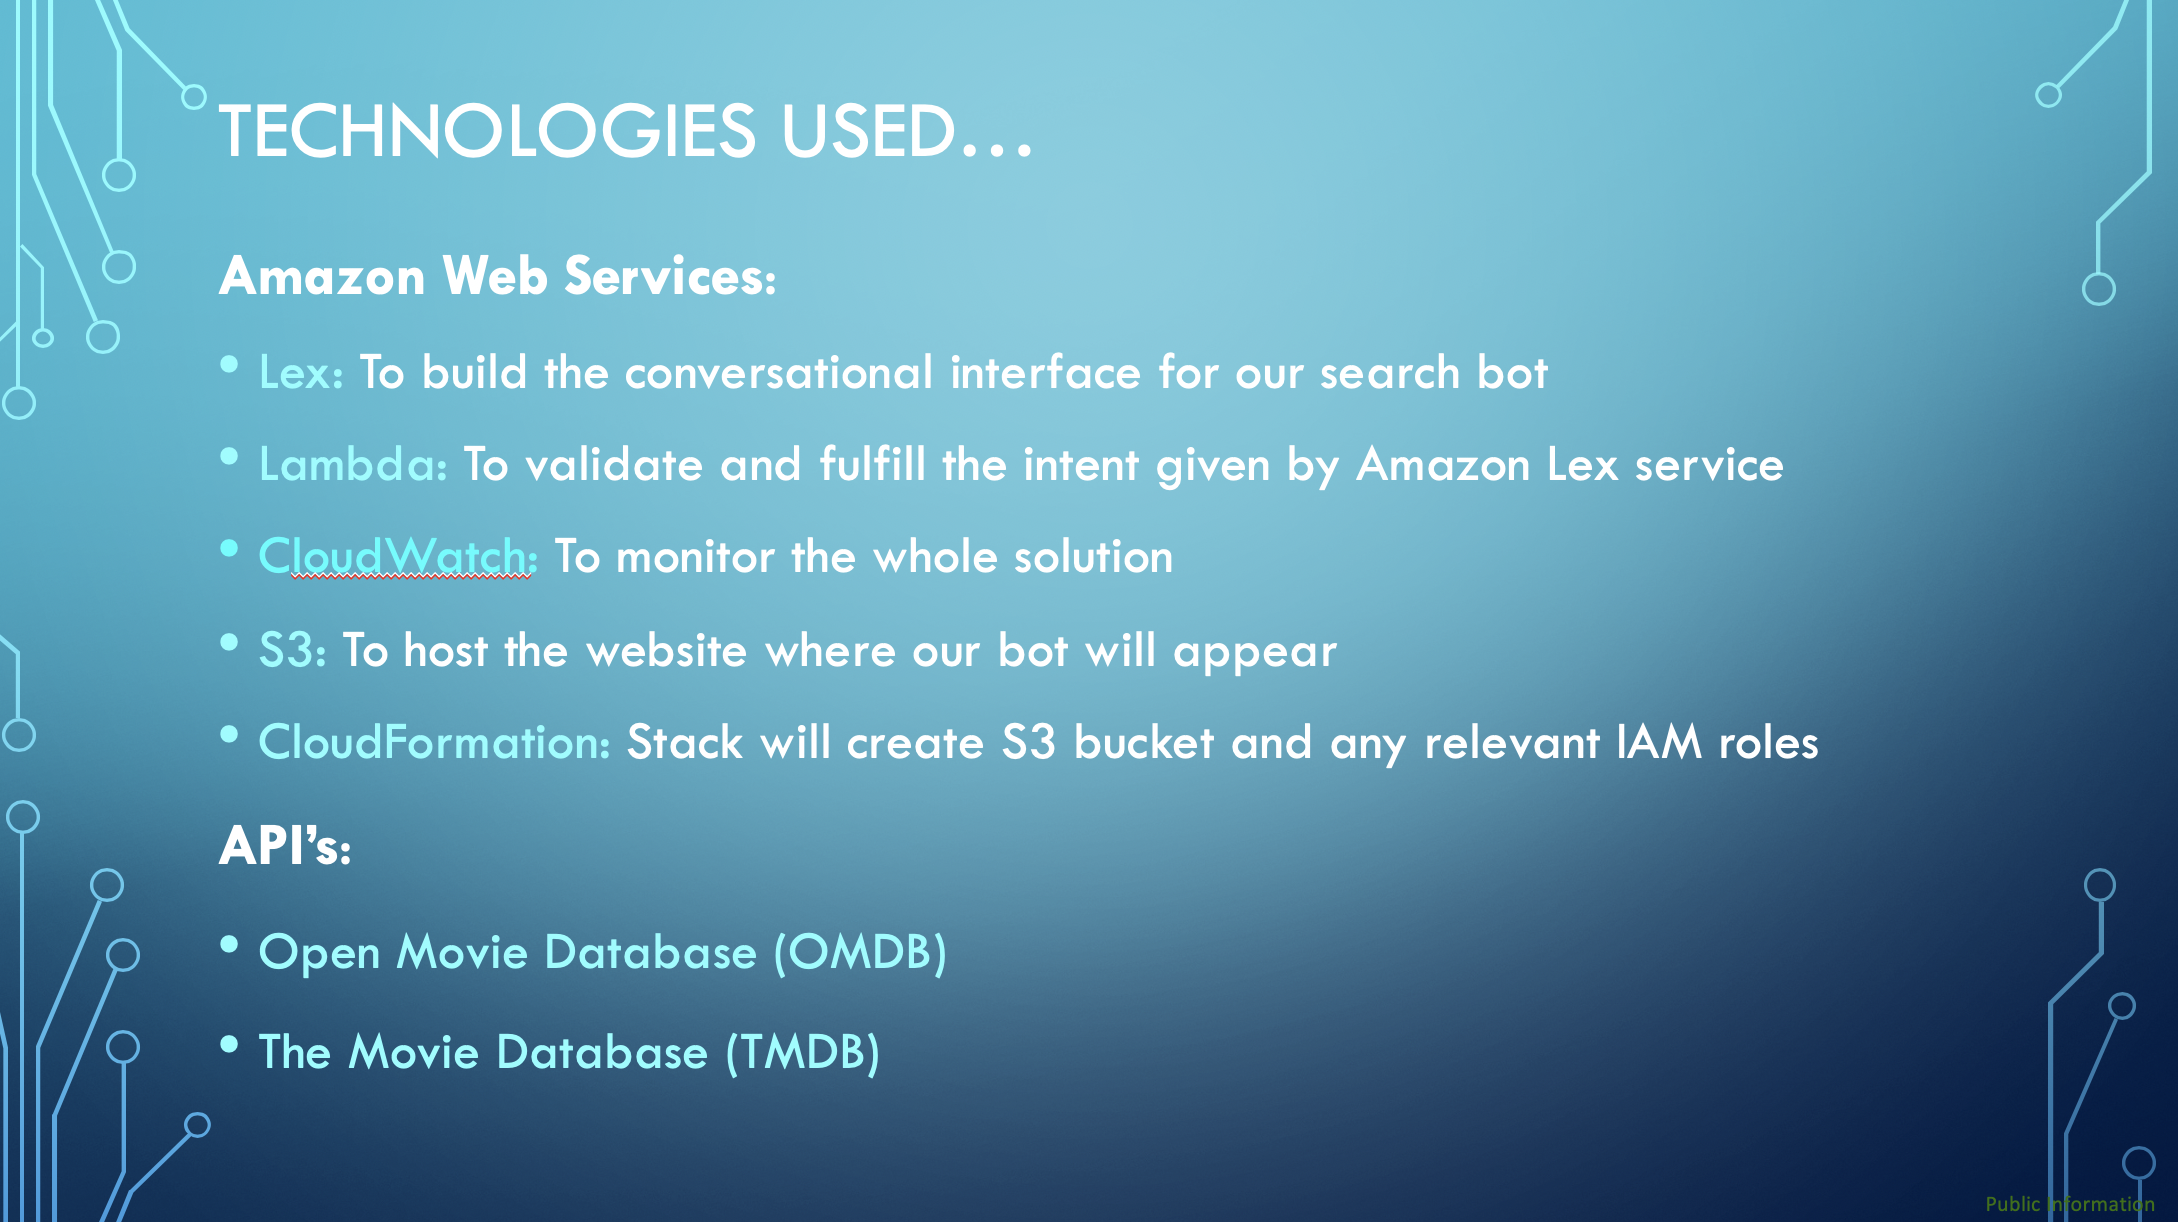 TECHNOLOGIES USED...
Amazon Web Services:
• Lex: To build the conversational interface for our search bot
• Lambda: To validate and fulfill the intent given by Amazon Lex service
• CloudWatch: To monitor the whole solution
• S3: To host the website where our bot will appear
• CloudFormation: Stack will create S3 bucket and any relevant IAM roles
API’s:
• Open Movie Database (OMDB)
• The Movie Database (TMDB)
Public Information